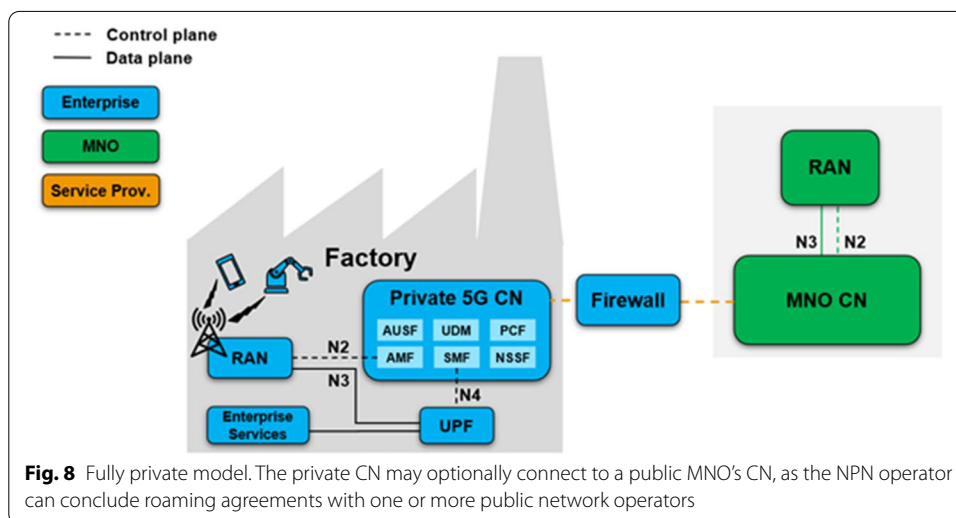 Control plane
Data plane
Enterprise
MNO
Service Prov.
Factory
Private 5G CN
AUSF UDM PCF
AMF SMF NSSF
RAN
N2
N3
N4
Enterprise
Services
UPF
Firewall
RAN
N3 N2
MNO CN
Fig. 8 Fully private model. The private CN may optionally connect to a public MNO's CN, as the NPN operator
can conclude roaming agreements with one or more public network operators